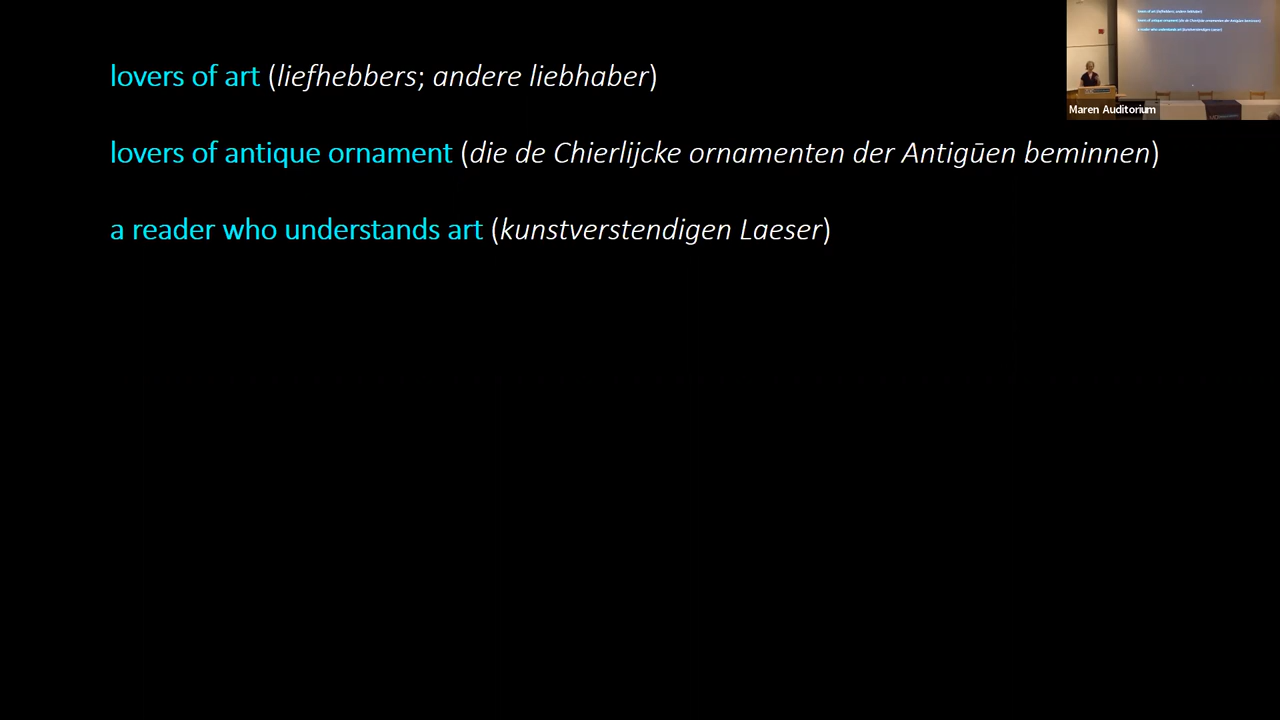 lovers of art (liefhebbers; andere liebhaber)
lovers of antique ornament (die de Chierlijcke ornamenten der Antigūen beminnen)
a reader who understands art (kunstverstendigen Laeser)
Maren Auditorium